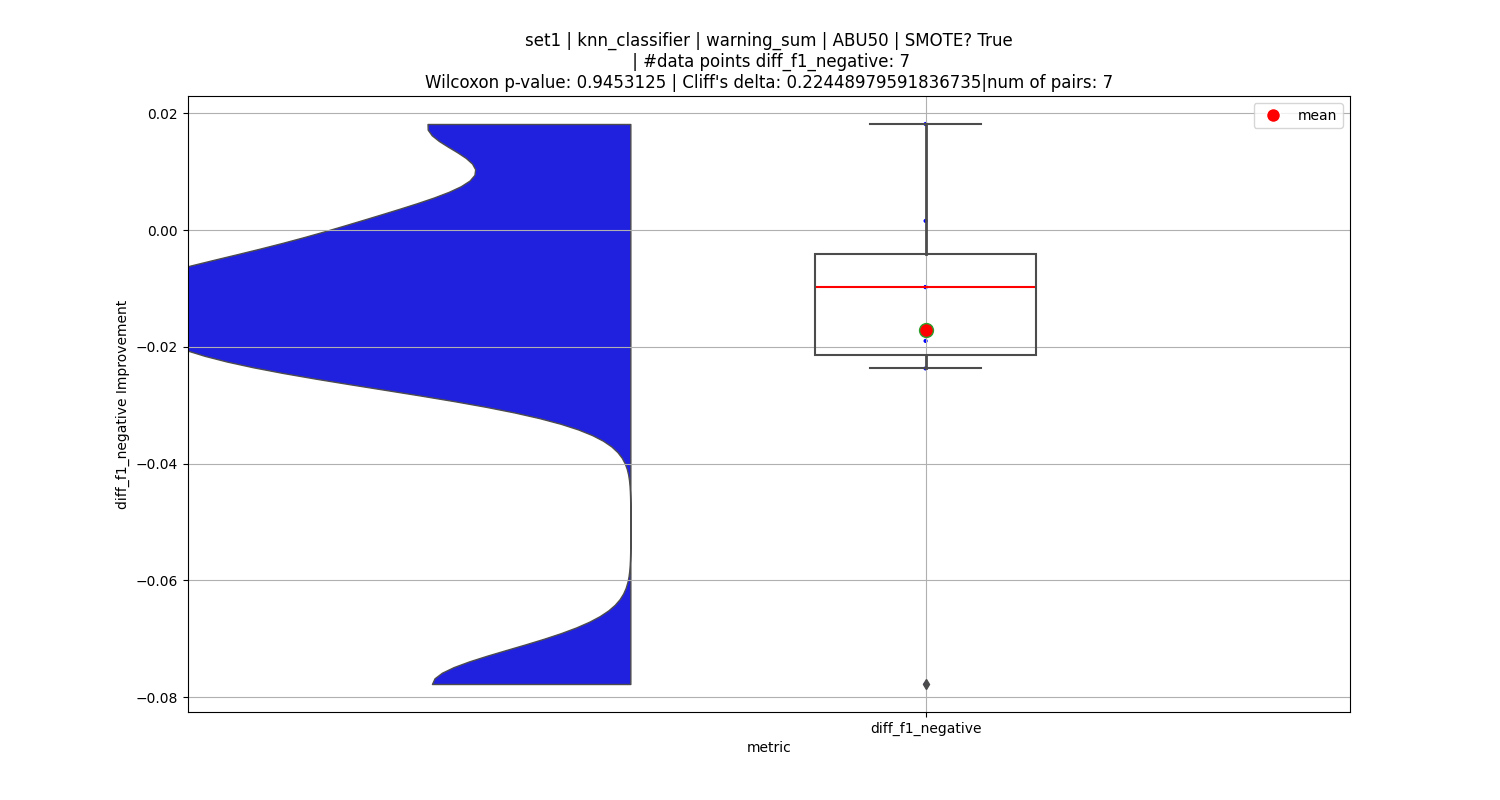 set1 | knn_classifier | warning_sum | ABU50 | SMOTE? True
| #data points diff_f1_negative: 7
Wilcoxon p-value: 0.9453125 | Cliff's delta: 0.22448979591836735|num of pairs: 7
mean
0.02
0.00
−0.02
−0.04
−0.06
−0.08
diff_f1_negative Improvement
diff_f1_negative
metric